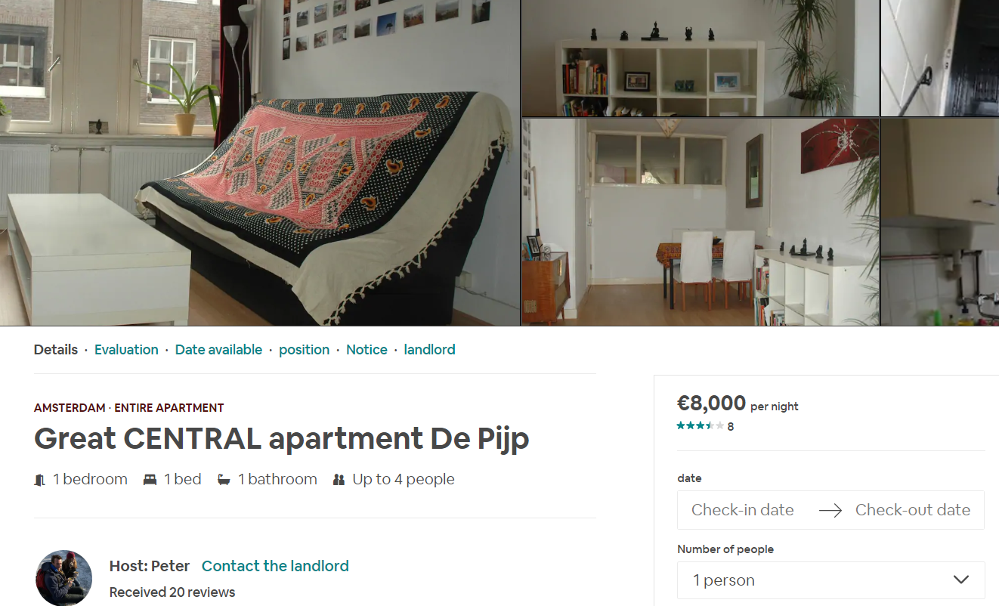 Details · Evaluation · Date available · position · Notice · landlord
AMSTERDAM · ENTIRE APARTMENT
Great CENTRAL apartment De Pijp
1 bedroom 1 bed 1 bathroom Up to 4 people
Host: Peter Contact the landlord
Received 20 reviews
€8,000 per night
8
date
Check-in date → Check-out date
Number of people
1 person